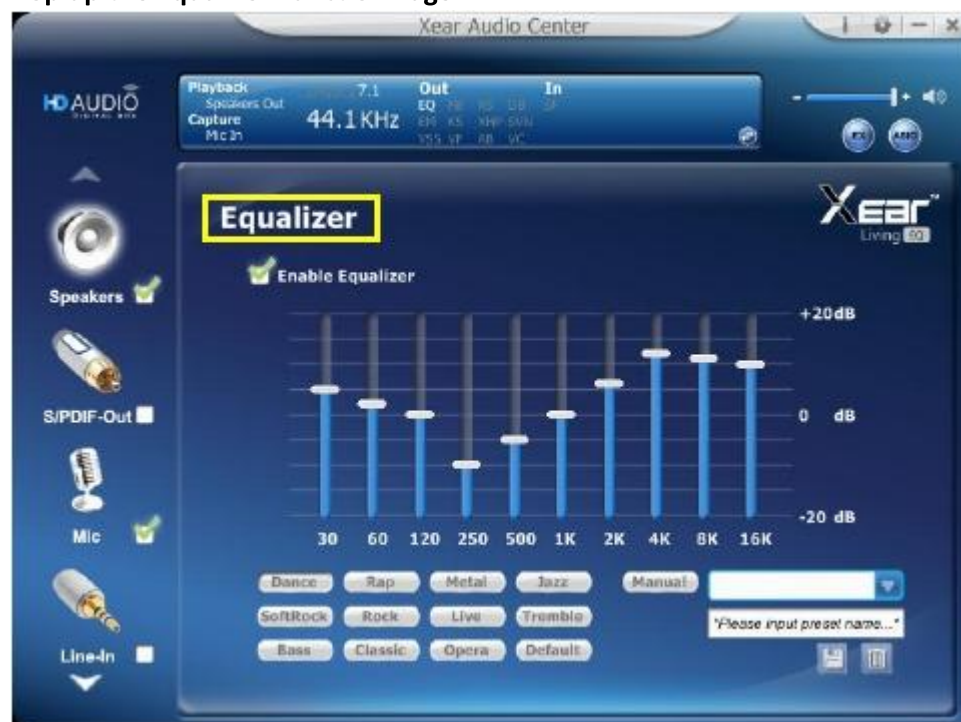 Xear Audio Center
HD AUDIO
Playback 7.1 Out In
Speakers Out EQ
Capture 44.1 KHz
Mic In
EX
Xear™
Living EQ
Equalizer
Enable Equalizer
Speakers
S/PDIF-Out
Mic
Line-In
+20dB
0 dB
-20 dB
30 60 120 250 500 1K 2K 4K 8K 16K
Dance Rap Metal Jazz Manual
SoftRock Rock Live Tremble
"Please input preset name..."
Bass Classic Opera Default